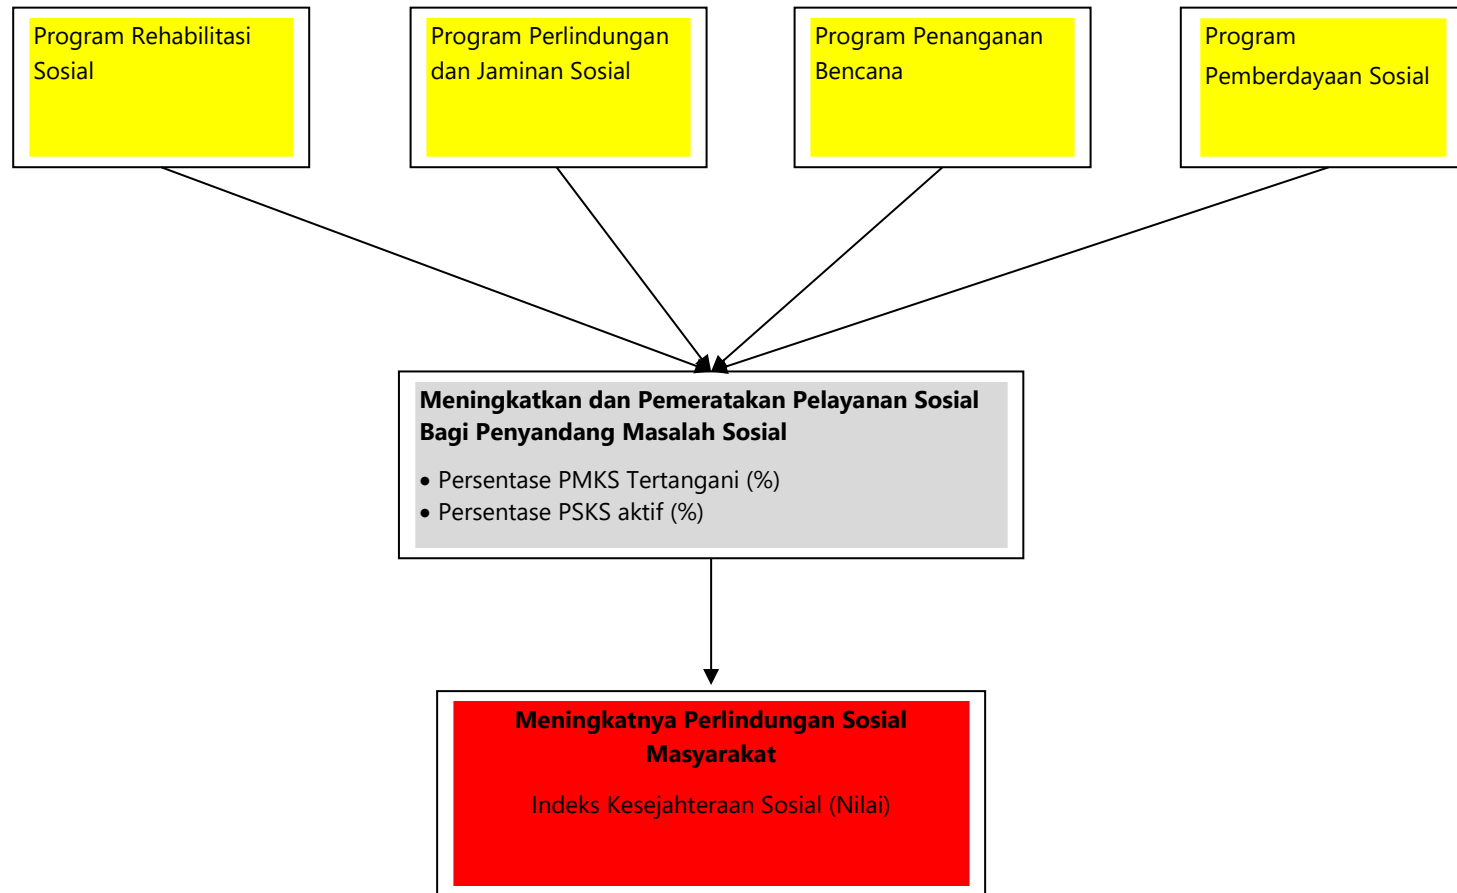 Program Rehabilitasi
Sosial
Program Perlindungan
dan Jaminan Sosial
Program Penanganan
Bencana
Program
Pemberdayaan Sosial
Meningkatkan dan Pemeratakan Pelayanan Sosial
Bagi Penyandang Masalah Sosial
• Persentase PMKS Tertangani (%)
• Persentase PSKS aktif (%)
Meningkatnya Perlindungan Sosial
Masyarakat
Indeks Kesejahteraan Sosial (Nilai)